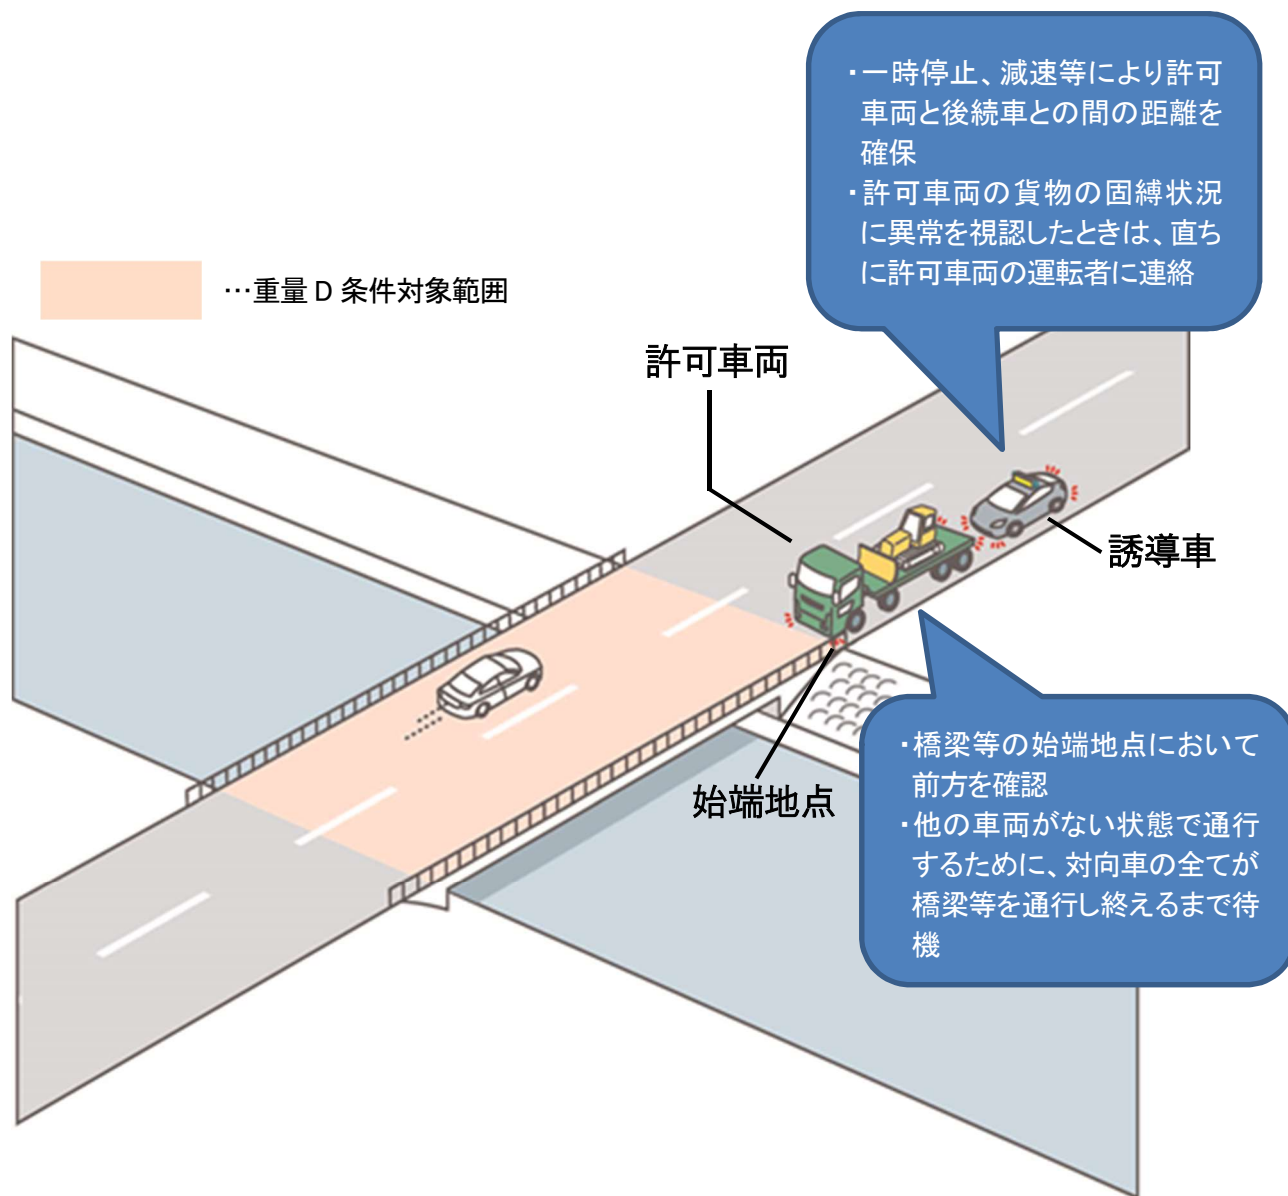 ・一時停止、減速等により許可
車両と後続車との間の距離を
確保
・許可車両の貨物の固縛状況
に異常を視認したときは、直ち
に許可車両の運転者に連絡
…重量 D 条件対象範囲
許可車両
誘導車
始端地点
・橋梁等の始端地点において
前方を確認
・他の車両がない状態で通行
するために、対向車の全てが
橋梁等を通行し終えるまで待
機